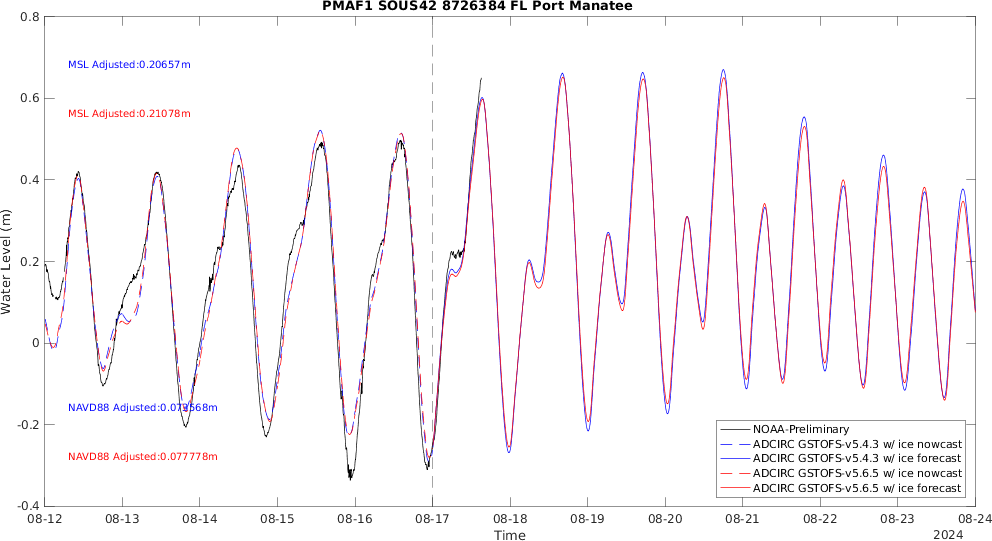 PMAF1 SOUS42 8726384 FL Port Manatee
0.8
MSL Adjusted:0.20657m
0.6
MSL Adjusted:0.21078m
0.4
0.2
Water Level (m)
0
NAVD88 Adjusted:0.073568m
-0.2
NOAA-Preliminary
ADCIRC GSTOFS-v5.4.3 w/ ice nowcast
NAVD88 Adjusted:0.077778m
ADCIRC GSTOFS-v5.4.3 w/ ice forecast
ADCIRC GSTOFS-v5.6.5 w/ ice nowcast
ADCIRC GSTOFS-v5.6.5 w/ ice forecast
-0.4
08-12 08-13 08-14 08-15 08-16 08-17 08-18 08-19 08-20 08-21 08-22 08-23 08-24
Time 2024